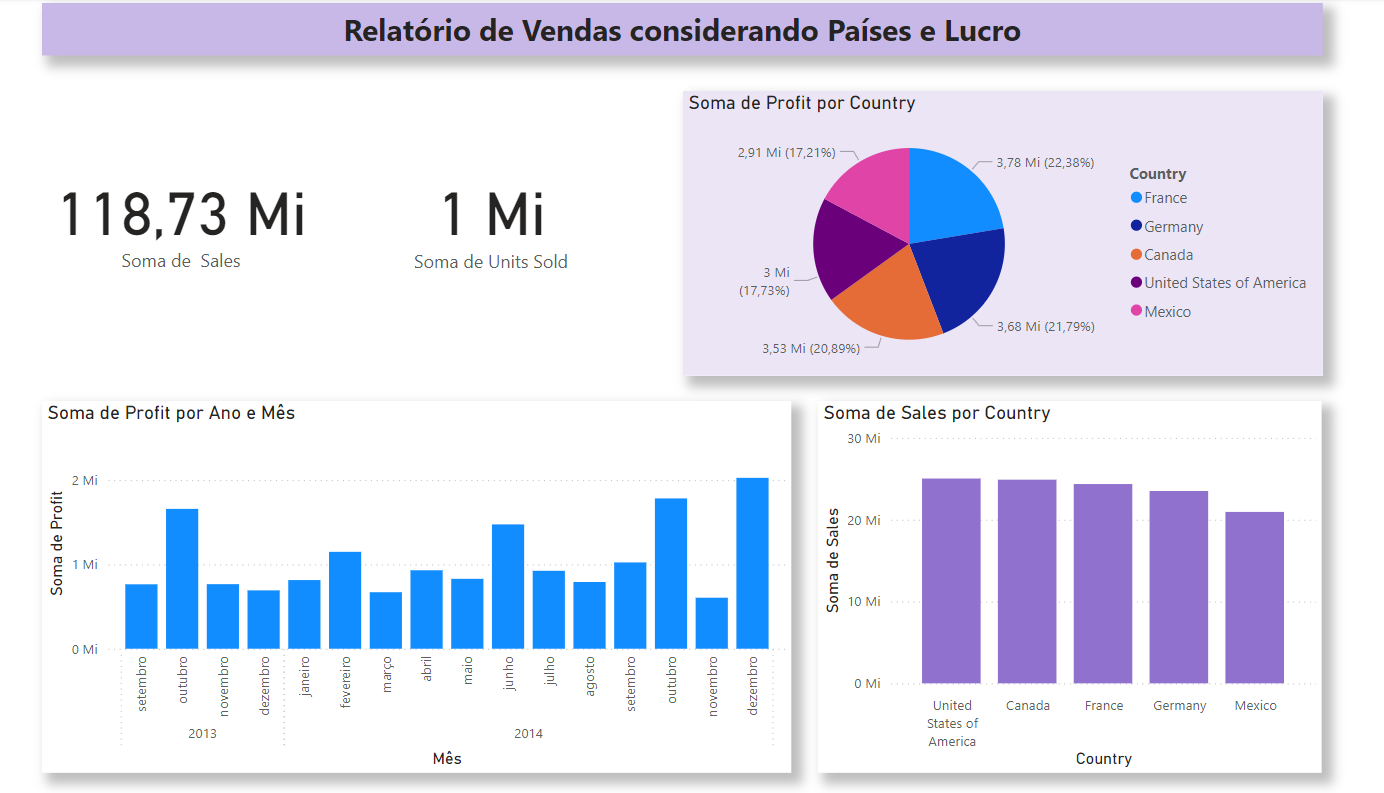 Relatório de Vendas considerando Países e Lucro
118,73 Mi
Soma de  Sales
1 Mi
Soma de Units Sold
Soma de Profit por Country
2,91 Mi (17,21%)
3,78 Mi (22,38%)
3 Mi
(17,73%)
3,68 Mi (21,79%)
3,53 Mi (20,89%)
Country
France
Germany
Canada
United States of America
Mexico
Soma de Profit por Ano e Mês
Soma de Profit
2 Mi
1 Mi
0 Mi
setembro
outubro
novembro
dezembro
janeiro
fevereiro
março
abril
maio
junho
julho
agosto
setembro
outubro
novembro
dezembro
2013
2014
Mês
Soma de Sales por Country
Soma de Sales
30 Mi
20 Mi
10 Mi
0 Mi
United
States of
America
Canada
France
Germany
Mexico
Country